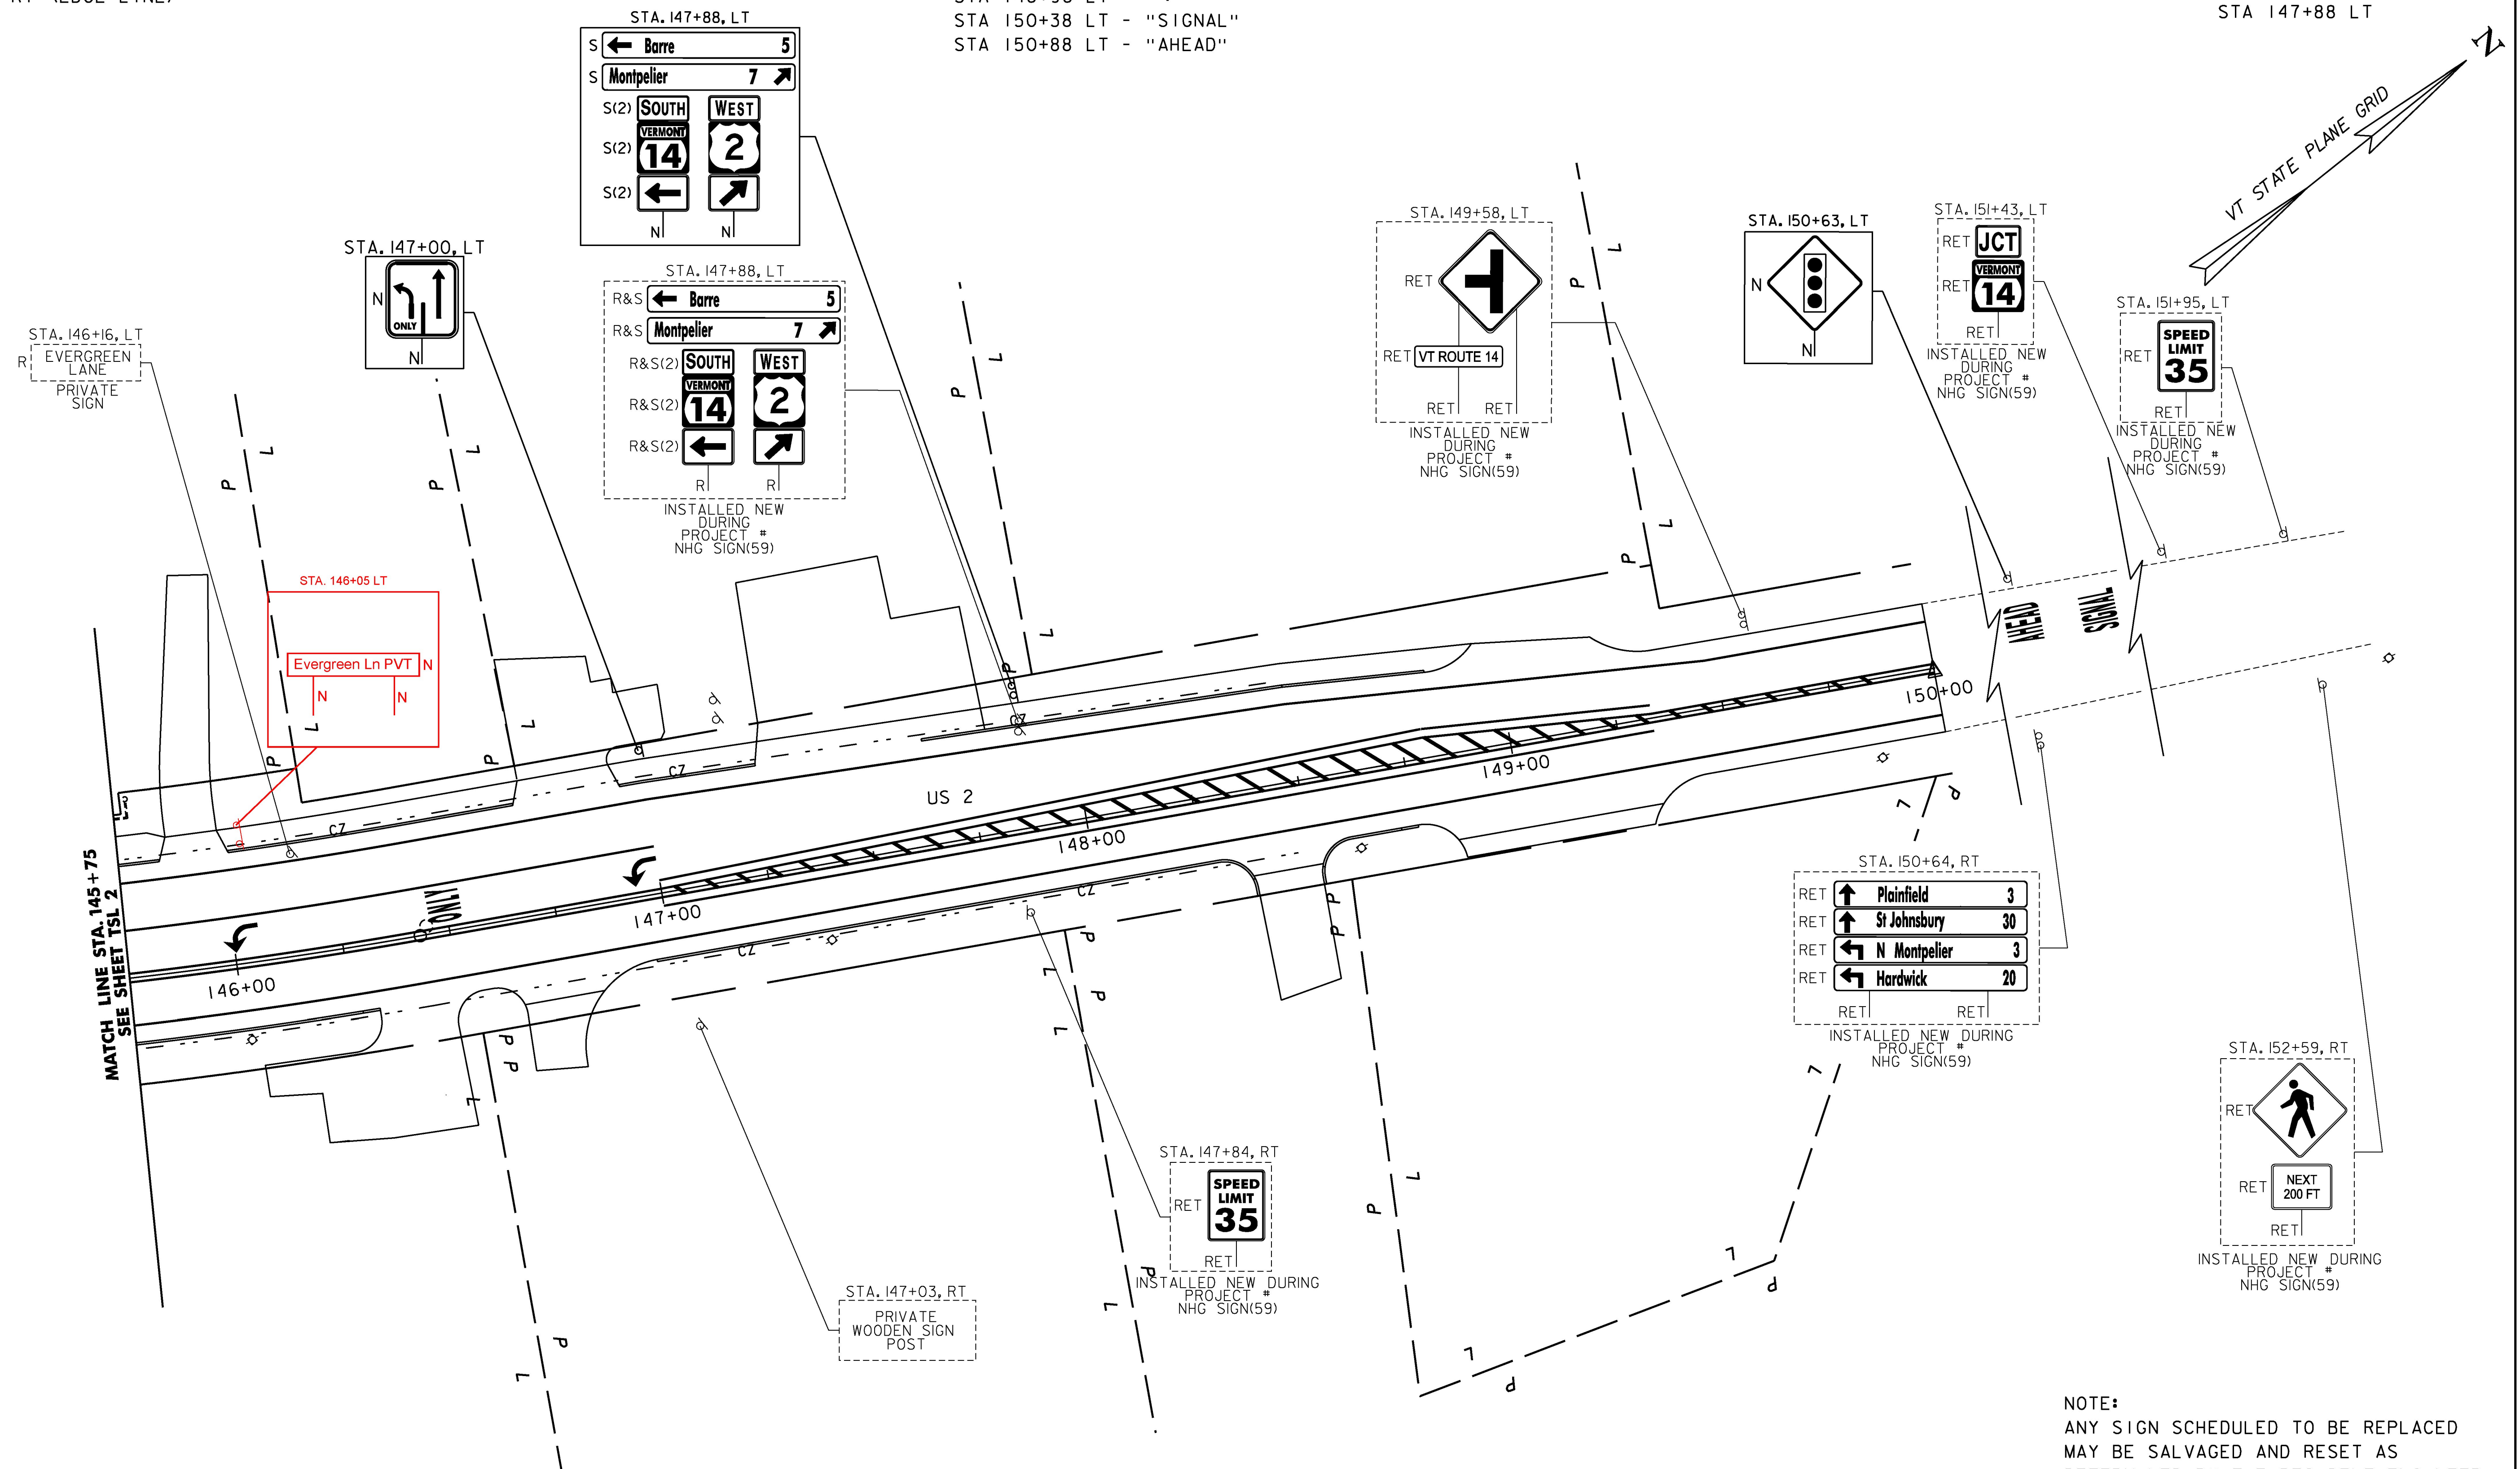 STA 150+38 LT - "SIGNAL"
STA 150+88 LT - "AHEAD"
STA 147+88 LT
N
VT STATE PLANE GRID
STA. 147+88, LT
S Barre 5
S Montpelier 7
S(2) SOUTH WEST
S(2) VERMONT 14 2
S(2)
N N
STA. 147+00, LT
N ONLY
N
STA. 147+88, LT
R&S Barre 5
R&S Montpelier 7
R&S(2) SOUTH WEST
R&S(2) VERMONT 14 2
R&S(2)
R R
INSTALLED NEW
DURING
PROJECT #
NHG SIGN(59)
STA. 146+16, LT
R EVERGREEN
LANE
PRIVATE
SIGN
STA. 146+05 LT
Evergreen Ln PVT N
N N
STA. 149+58, LT
RET
RET VT ROUTE 14
RET RET
INSTALLED NEW
DURING
PROJECT #
NHG SIGN(59)
STA. 150+63, LT
N
N
STA. 151+43, LT
RET JCT
RET VERMONT 14
RET
INSTALLED NEW
DURING
PROJECT #
NHG SIGN(59)
STA. 151+95, LT
RET SPEED
LIMIT
35
RET
INSTALLED NEW
DURING
PROJECT #
NHG SIGN(59)
AHEAD
SIGNAL
US 2
ONLY
146+00
147+00
148+00
149+00
150+00
CZ
CZ
CZ
CZ
CZ
MATCH LINE STA. 145+75
SEE SHEET TSL 2
STA. 150+64, RT
RET Plainfield 3
RET St Johnsbury 30
RET N Montpelier 3
RET Hardwick 20
RET RET
INSTALLED NEW DURING
PROJECT #
NHG SIGN(59)
STA. 152+59, RT
RET
RET NEXT
200 FT
RET
INSTALLED NEW DURING
PROJECT #
NHG SIGN(59)
STA. 147+84, RT
RET SPEED
LIMIT
35
RET
INSTALLED NEW DURING
PROJECT #
NHG SIGN(59)
STA. 147+03, RT
PRIVATE
WOODEN SIGN
POST
NOTE:
ANY SIGN SCHEDULED TO BE REPLACED
MAY BE SALVAGED AND RESET AS